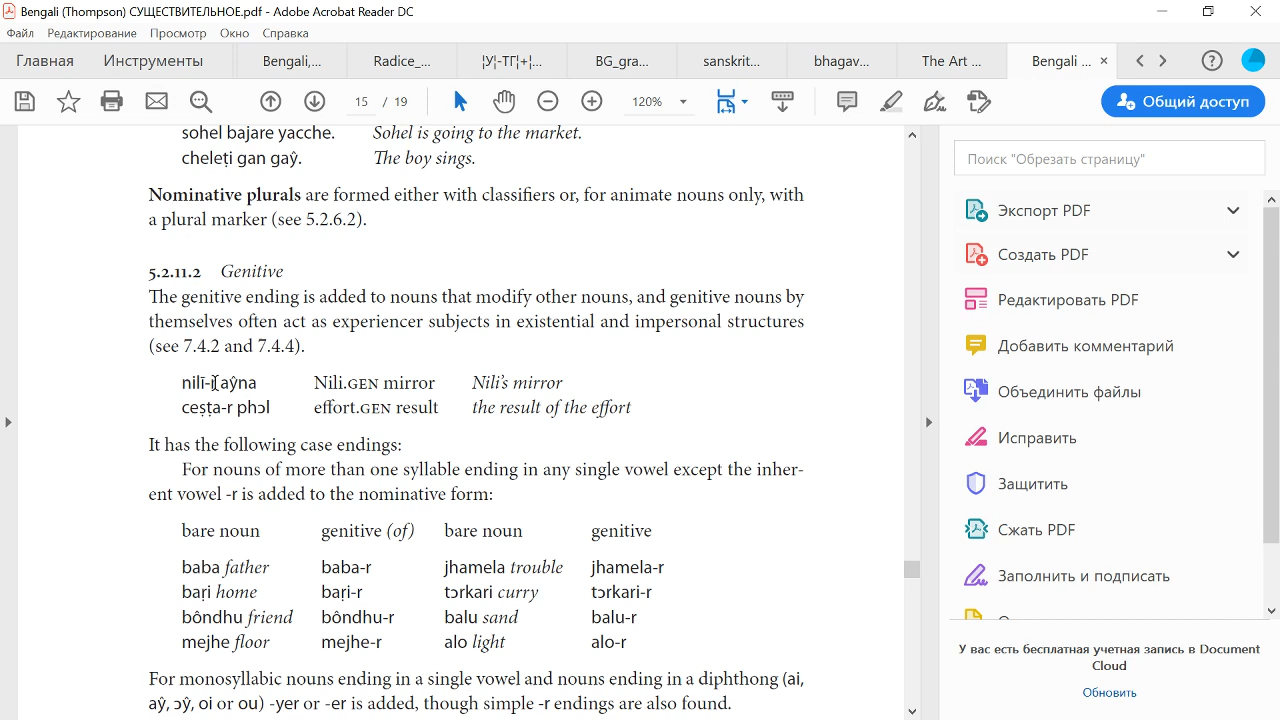 Bengali (Thompson) СУЩЕСТВИТЕЛЬНОЕ.pdf - Adobe Acrobat Reader DC
Файл Редактирование Просмотр Окно Справка
Главная Инструменты Bengali,... Radice_... ¦У¦-ТГ¦+¦... BG_gra... sanskrit... bhagav... The Art ... Bengali ... ×
15 / 19 120% Общий доступ
sohel bajare yacche. Sohel is going to the market.
cheleṭi gan gaŷ. The boy sings.
Nominative plurals are formed either with classifiers or, for animate nouns only, with
a plural marker (see 5.2.6.2).
5.2.11.2 Genitive
The genitive ending is added to nouns that modify other nouns, and genitive nouns by
themselves often act as experiencer subjects in existential and impersonal structures
(see 7.4.2 and 7.4.4).
aŷna Nili.GEN mirror Nili's mirror
ceṣṭa-r phɔl effort.GEN result the result of the effort
It has the following case endings:
For nouns of more than one syllable ending in any single vowel except the inher-
ent vowel -r is added to the nominative form:
bare noun genitive (of) bare noun genitive
baba father baba-r jhamela trouble jhamela-r
baṛi home baṛi-r tɔrkari curry tɔrkari-r
bôndhu friend bôndhu-r balu sand balu-r
mejhe floor mejhe-r alo light alo-r
For monosyllabic nouns ending in a single vowel and nouns ending in a diphthong (ai,
aŷ, ɔŷ, oi or ou) -yer or -er is added, though simple -r endings are also found.
Поиск "Обрезать страницу"
Экспорт PDF
Создать PDF
Редактировать PDF
Добавить комментарий
Объединить файлы
Исправить
Защитить
Сжать PDF
Заполнить и подписать
У вас есть бесплатная учетная запись в Document
Cloud
Обновить